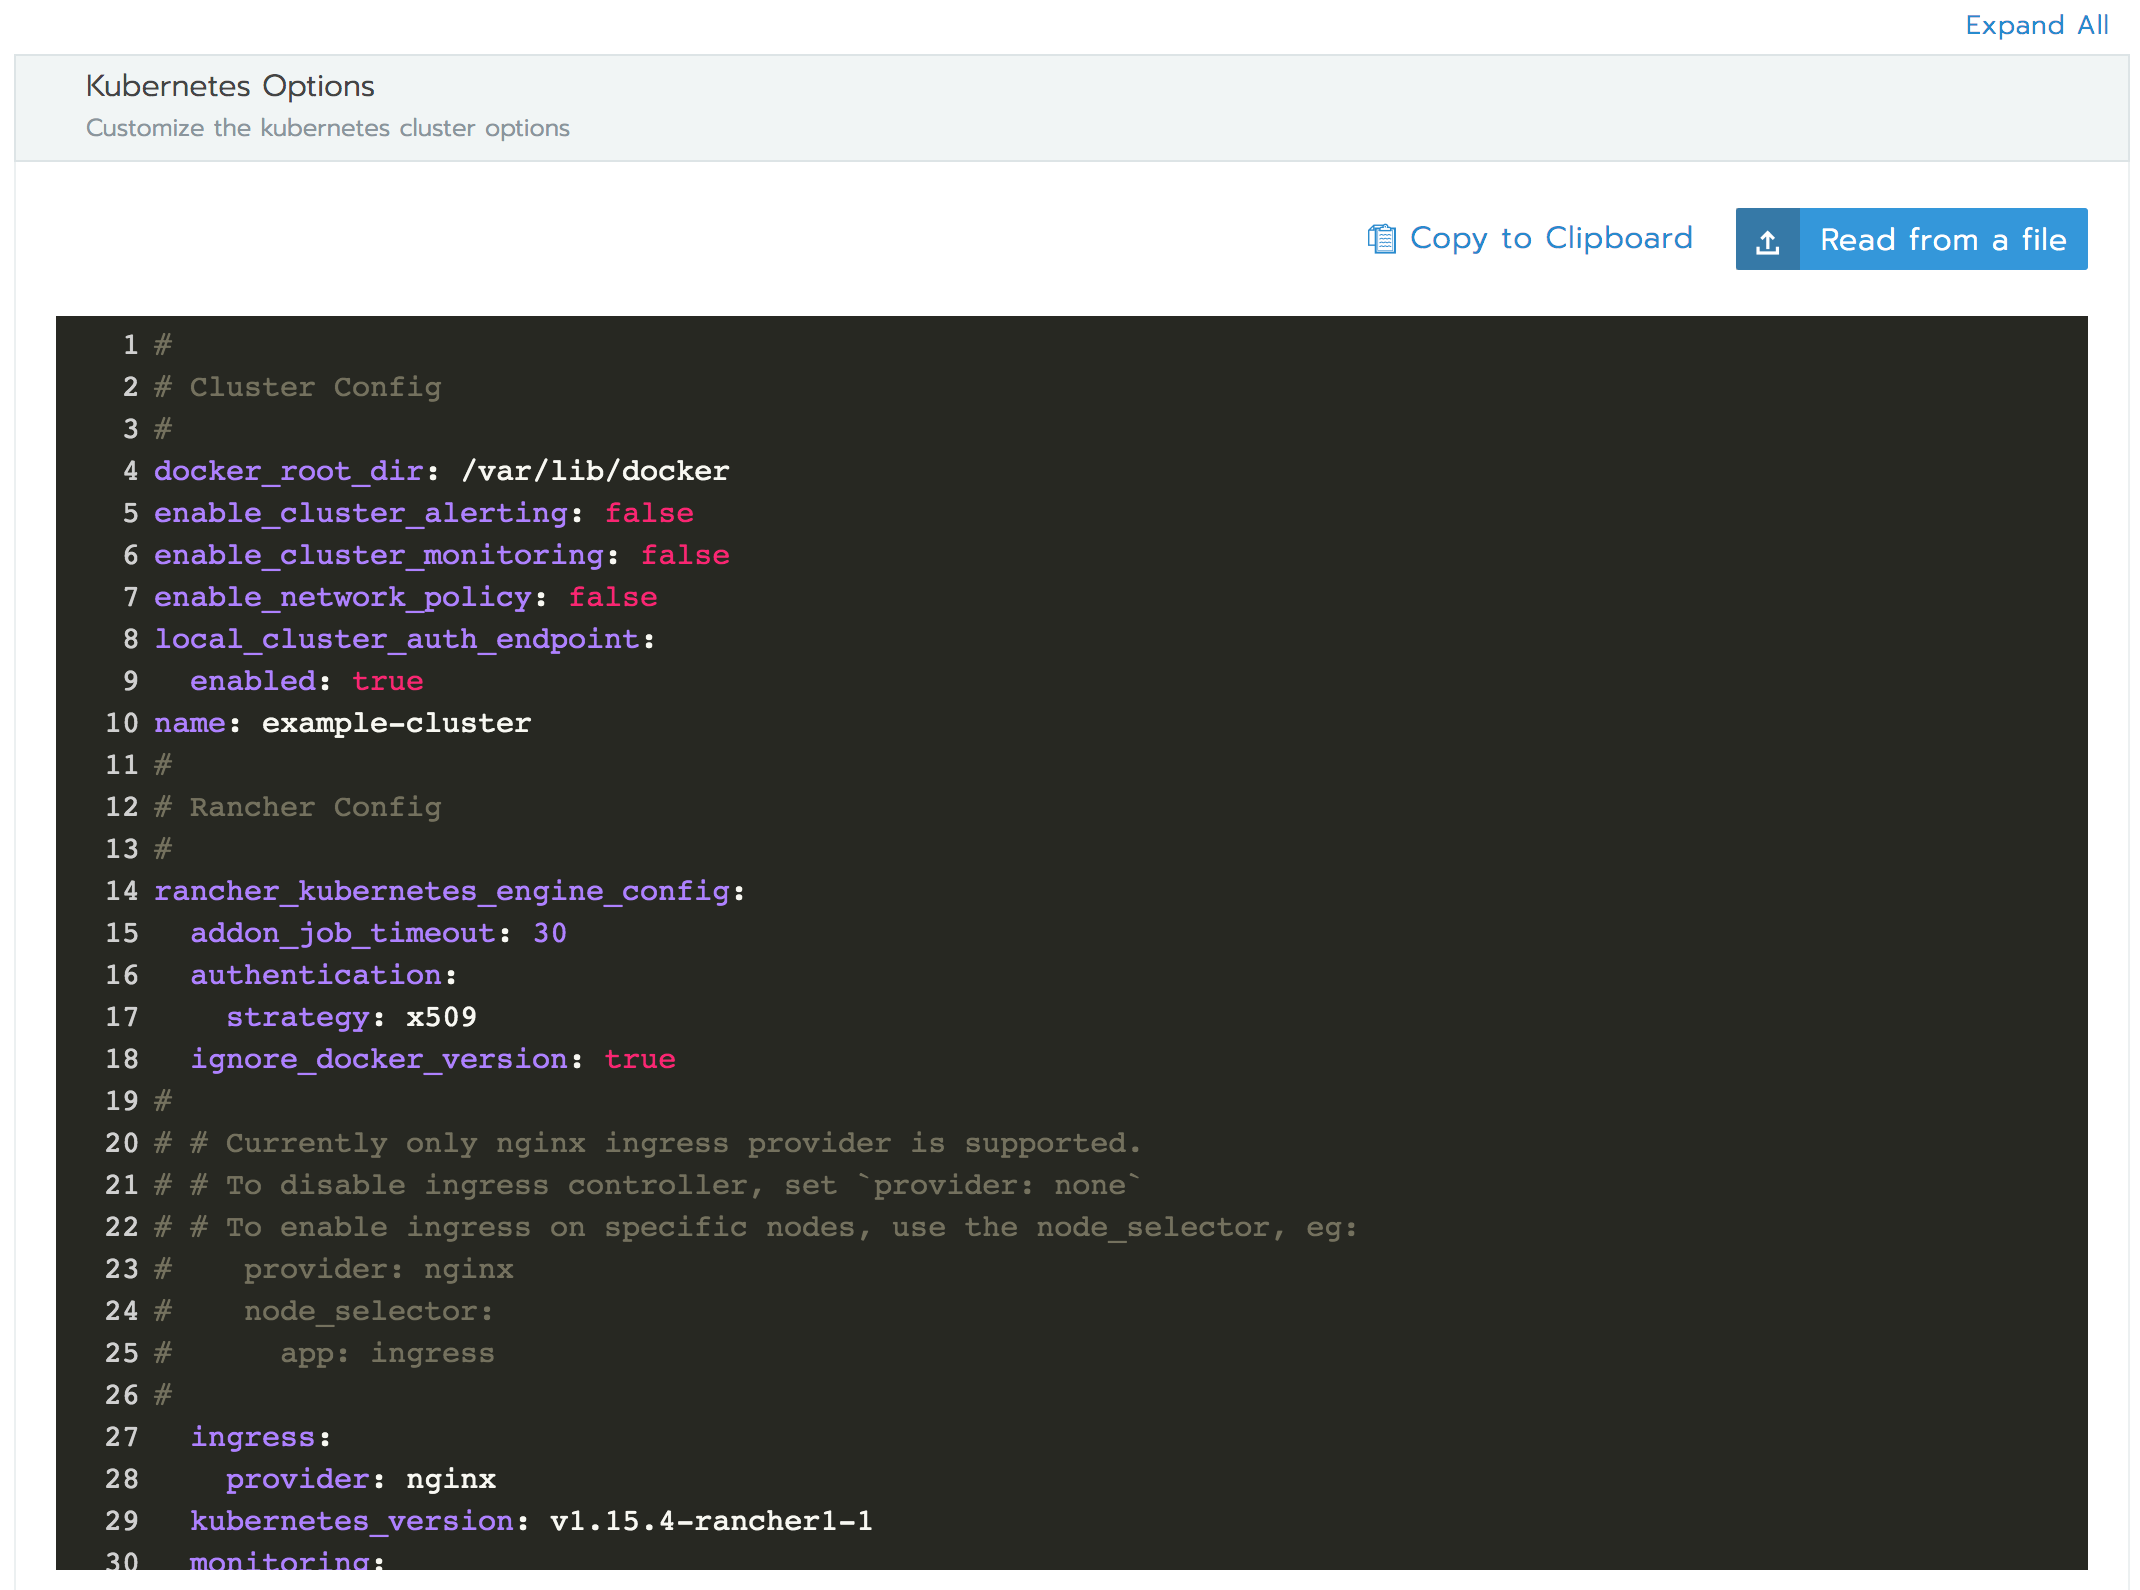 Expand All
Kubernetes Options
Customize the kubernetes cluster options
Copy to Clipboard Read from a file
1 #
2 # Cluster Config
3 #
4 docker_root_dir: /var/lib/docker
5 enable_cluster_alerting: false
6 enable_cluster_monitoring: false
7 enable_network_policy: false
8 local_cluster_auth_endpoint:
9   enabled: true
10 name: example-cluster
11 #
12 # Rancher Config
13 #
14 rancher_kubernetes_engine_config:
15   addon_job_timeout: 30
16   authentication:
17     strategy: x509
18   ignore_docker_version: true
19 #
20 # # Currently only nginx ingress provider is supported.
21 # # To disable ingress controller, set `provider: none`
22 # # To enable ingress on specific nodes, use the node_selector, eg:
23 #    provider: nginx
24 #    node_selector:
25 #      app: ingress
26 #
27   ingress:
28     provider: nginx
29   kubernetes_version: v1.15.4-rancher1-1
30   monitoring: